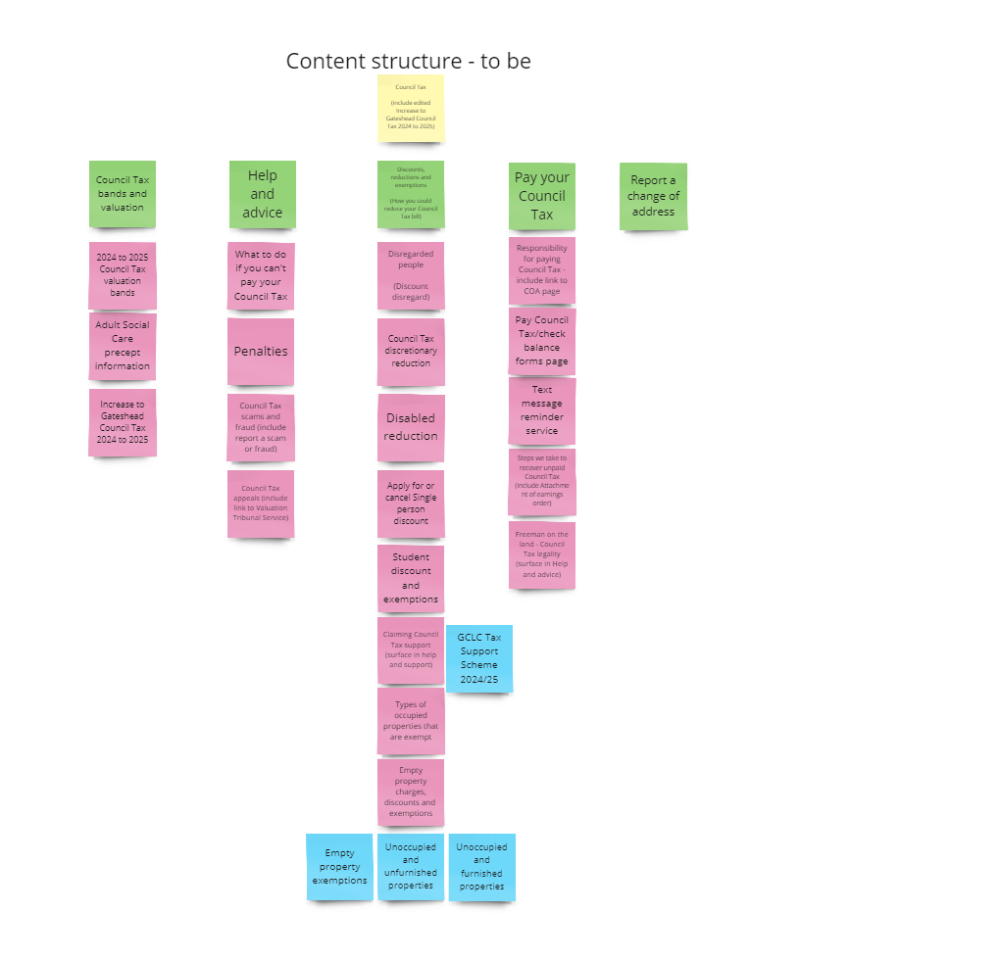 Content structure - to be
Council Tax
(include edited
Increase to
Gateshead Council
Tax 2024 to 2025)
Council Tax
bands and
valuation
2024 to 2025
Council Tax
valuation
bands
Adult Social
Care
precept
information
Increase to
Gateshead
Council Tax
2024 to 2025
Help
and
advice
What to do
if you can't
pay your
Council Tax
Penalties
Council Tax
scams and
fraud (include
report a scam
or fraud)
Council Tax
appeals (include
link to Valuation
Tribunal Service)
Discounts,
reductions and
exemptions
(How you could
reduce your Council
Tax bill)
Disregarded
people
(Discount
disregard)
Council Tax
discretionary
reduction
Disabled
reduction
Apply for or
cancel Single
person
discount
Student
discount
and
exemptions
Claiming Council
Tax support
(surface in help
and support)
GCLC Tax
Support
Scheme
2024/25
Types of
occupied
properties that
are exempt
Empty
property
charges,
discounts and
exemptions
Empty
property
exemptions
Unoccupied
and
unfurnished
properties
Unoccupied
and
furnished
properties
Pay your
Council
Tax
Responsibility
for paying
Council Tax -
include link to
COA page
Pay Council
Tax/check
balance
forms page
Text
message
reminder
service
Steps we take to
recover unpaid
Council Tax
(include Attachme
nt of earnings
order)
Freeman on the
land - Council
Tax legality
(surface in Help
and advice)
Report a
change of
address